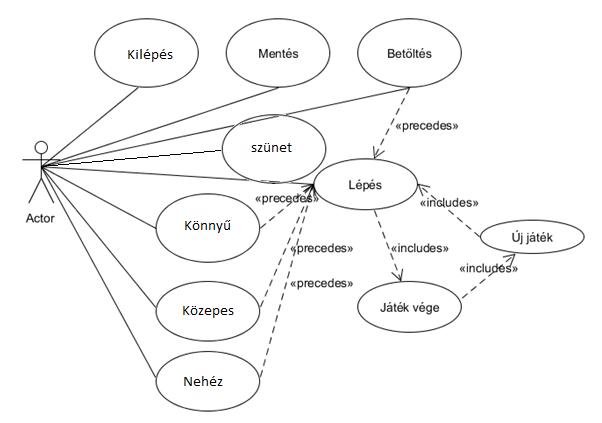 Kilépés
Mentés
Betöltés
«precedes»
szünet
Lépés
«precedes»
«includes»
Actor
Könnyű
Új játék
«precedes»
«includes»
«includes»
«precedes»
Közepes
Játék vége
Nehéz